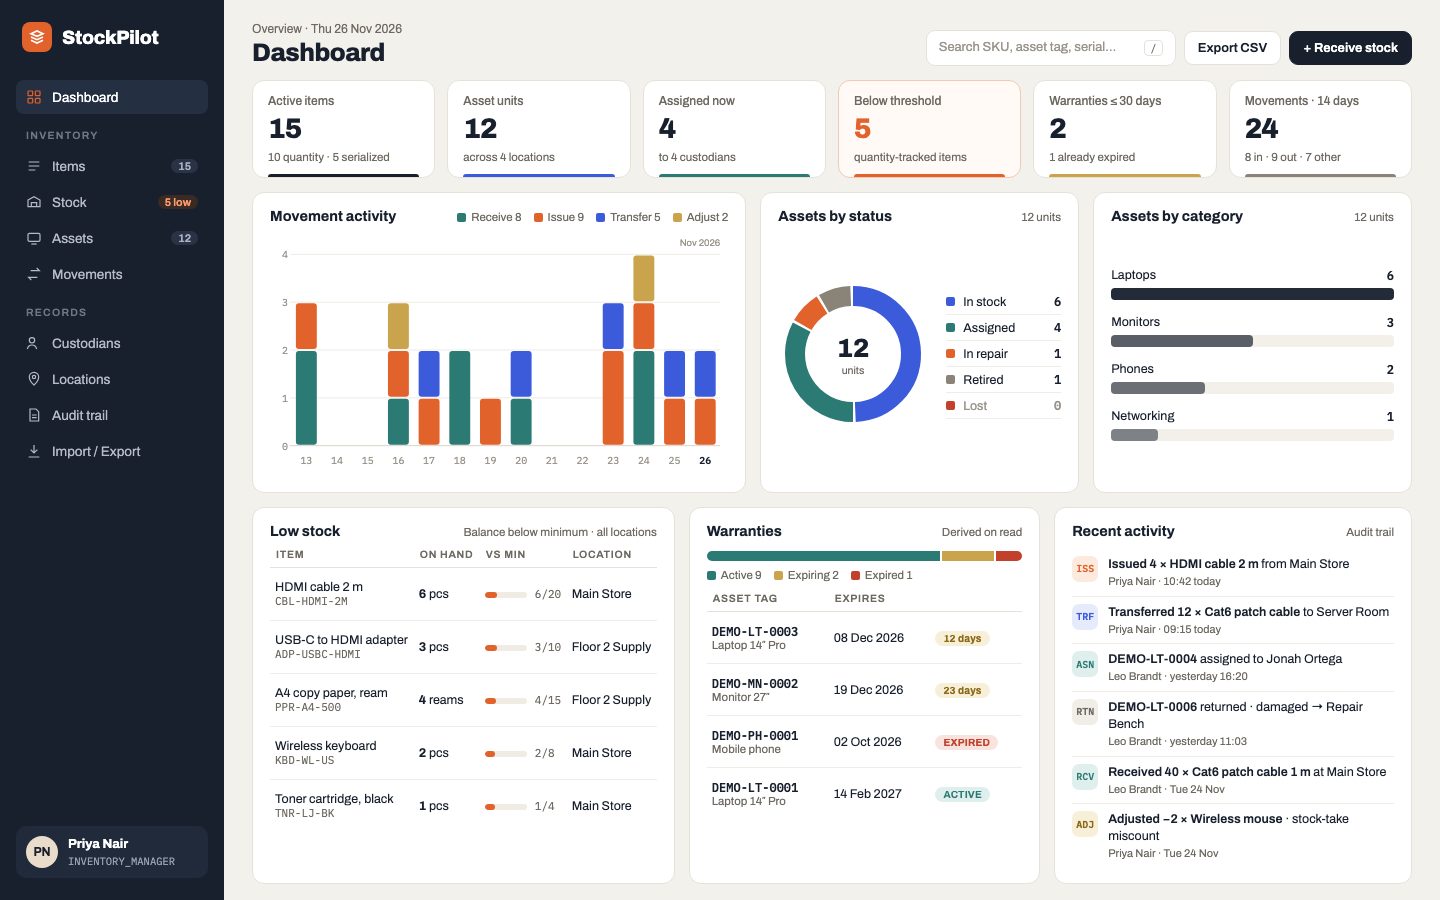 StockPilot
Dashboard
INVENTORY
Items 15
Stock 5 low
Assets 12
Movements
RECORDS
Custodians
Locations
Audit trail
Import / Export
PN
Priya Nair
INVENTORY_MANAGER
Overview · Thu 26 Nov 2026
Dashboard
Search SKU, asset tag, serial... /
Export CSV
+ Receive stock
Active items
15
10 quantity · 5 serialized
Asset units
12
across 4 locations
Assigned now
4
to 4 custodians
Below threshold
5
quantity-tracked items
Warranties ≤ 30 days
2
1 already expired
Movements · 14 days
24
8 in · 9 out · 7 other
Movement activity
Receive 8 Issue 9 Transfer 5 Adjust 2
Nov 2026
4
3
2
1
0
13 14 15 16 17 18 19 20 21 22 23 24 25 26
Assets by status 12 units
12
units
In stock 6
Assigned 4
In repair 1
Retired 1
Lost 0
Assets by category 12 units
Laptops 6
Monitors 3
Phones 2
Networking 1
Low stock Balance below minimum · all locations
ITEM ON HAND VS MIN LOCATION
HDMI cable 2 m
CBL-HDMI-2M
6 pcs 6/20 Main Store
USB-C to HDMI adapter
ADP-USBC-HDMI
3 pcs 3/10 Floor 2 Supply
A4 copy paper, ream
PPR-A4-500
4 reams 4/15 Floor 2 Supply
Wireless keyboard
KBD-WL-US
2 pcs 2/8 Main Store
Toner cartridge, black
TNR-LJ-BK
1 pcs 1/4 Main Store
Warranties Derived on read
Active 9 Expiring 2 Expired 1
ASSET TAG EXPIRES
DEMO-LT-0003
Laptop 14″ Pro
08 Dec 2026 12 days
DEMO-MN-0002
Monitor 27″
19 Dec 2026 23 days
DEMO-PH-0001
Mobile phone
02 Oct 2026 EXPIRED
DEMO-LT-0001
Laptop 14″ Pro
14 Feb 2027 ACTIVE
Recent activity Audit trail
ISS Issued 4 × HDMI cable 2 m from Main Store
Priya Nair · 10:42 today
TRF Transferred 12 × Cat6 patch cable to Server Room
Priya Nair · 09:15 today
ASN DEMO-LT-0004 assigned to Jonah Ortega
Leo Brandt · yesterday 16:20
RTN DEMO-LT-0006 returned · damaged → Repair
Bench
Leo Brandt · yesterday 11:03
RCV Received 40 × Cat6 patch cable 1 m at Main Store
Leo Brandt · Tue 24 Nov
ADJ Adjusted −2 × Wireless mouse · stock-take
miscount
Priya Nair · Tue 24 Nov